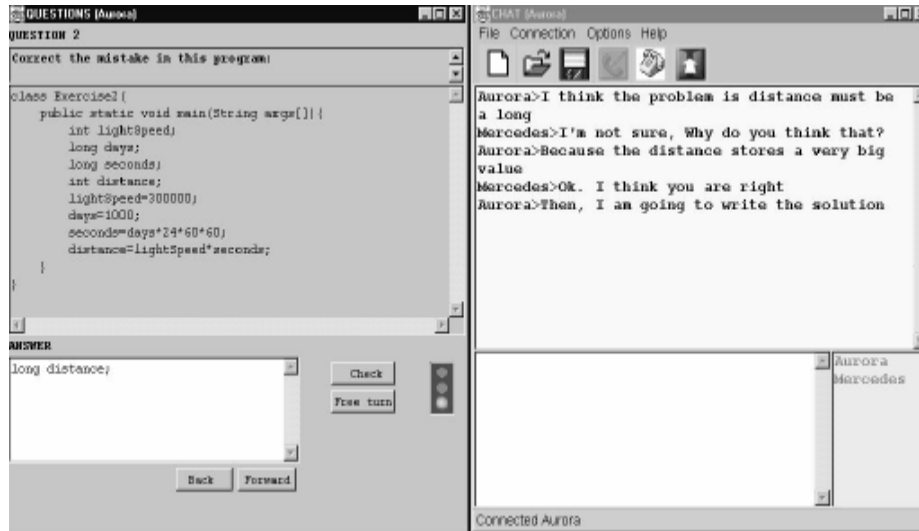 QUESTIONS (Aurora)
QUESTION 2
Correct the mistake in this program:
class Exercise2{
public static void main(String args[]){
int lightSpeed;
long days;
long seconds;
int distance;
lightSpeed=300000;
days=1000;
seconds=days*24*60*60;
distance=lightSpeed*seconds;
}
}
ANSWER
long distance;
Check
Free turn
Back
Forward
CHAT (Aurora)
File Connection Options Help
Aurora>I think the problem is distance must be
a long
Mercedes>I'm not sure, Why do you think that?
Aurora>Because the distance stores a very big
value
Mercedes>Ok. I think you are right
Aurora>Then, I am going to write the solution
Aurora
Mercedes
Connected Aurora